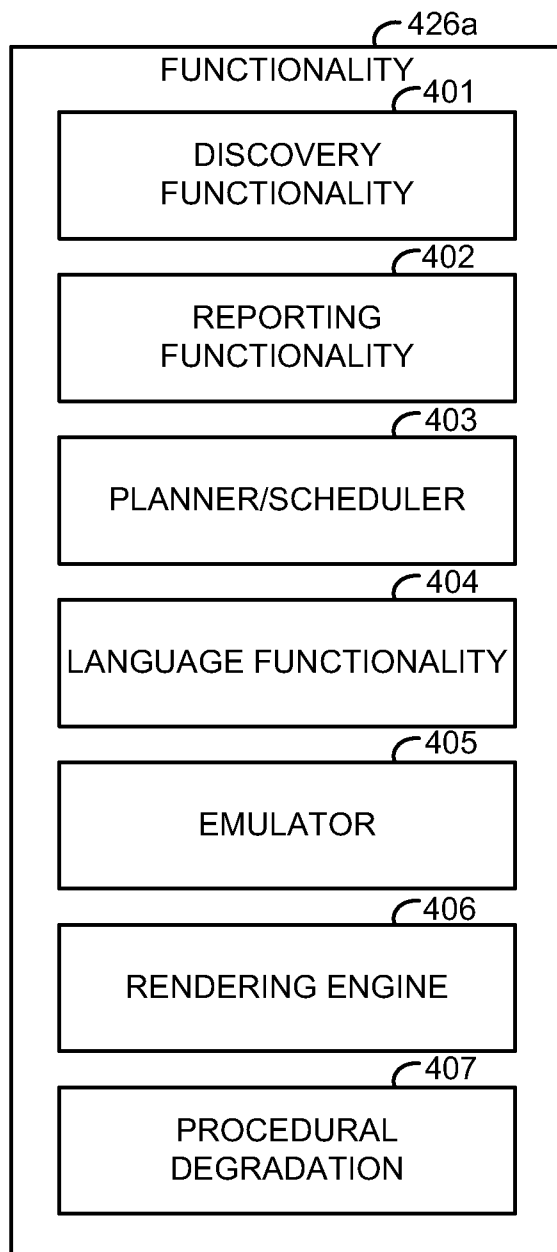 426a
FUNCTIONALITY
401
DISCOVERY
FUNCTIONALITY
402
REPORTING
FUNCTIONALITY
403
PLANNER/SCHEDULER
404
LANGUAGE FUNCTIONALITY
405
EMULATOR
406
RENDERING ENGINE
407
PROCEDURAL
DEGRADATION